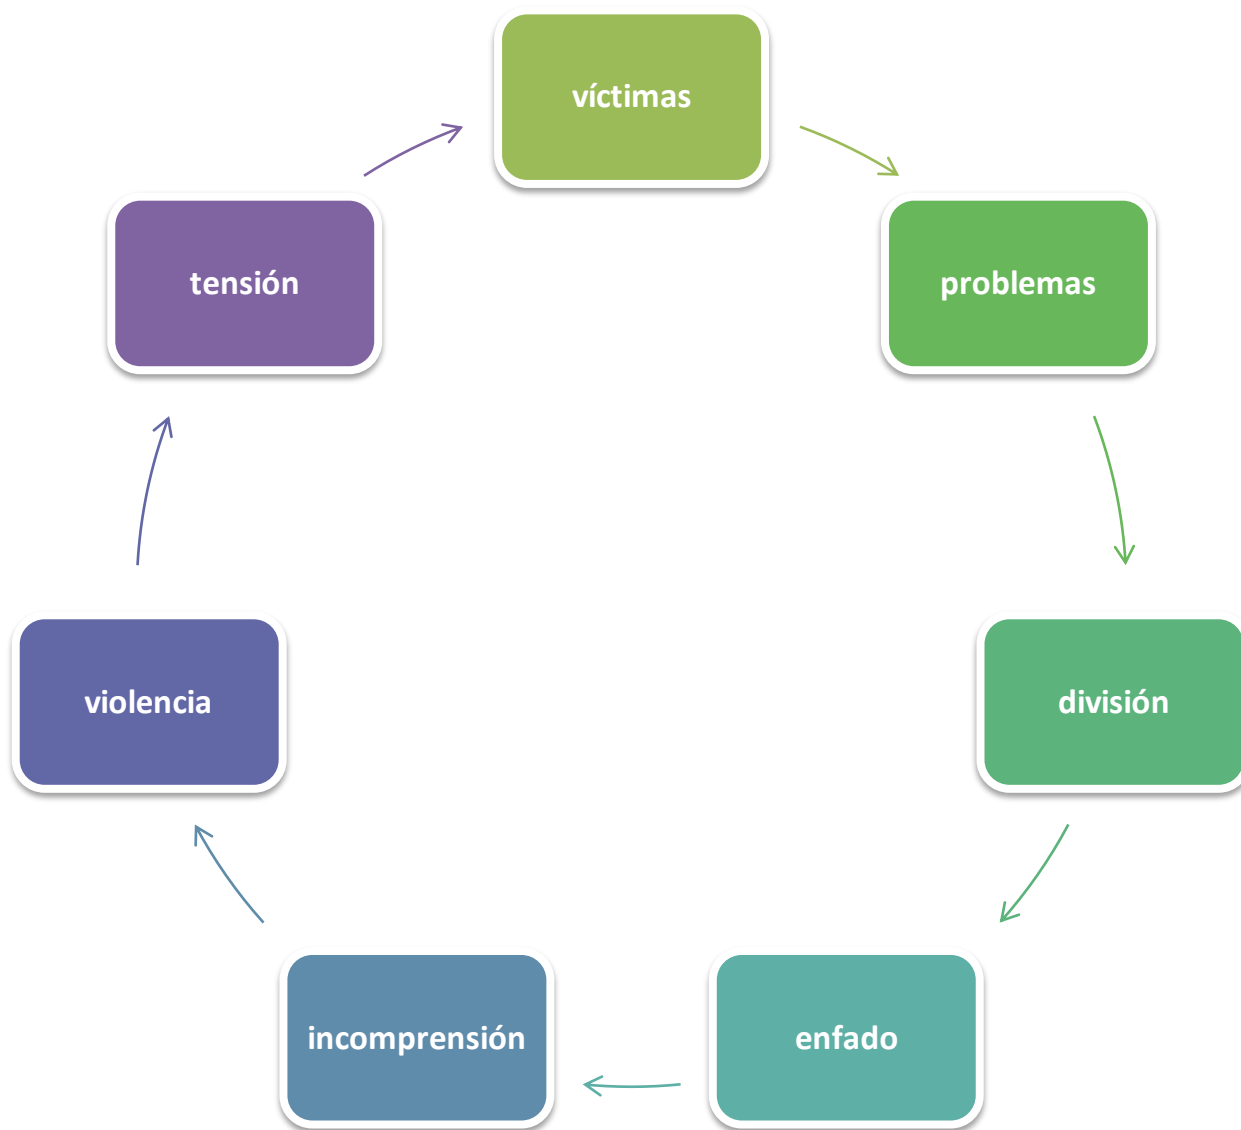 víctimas
problemas
división
enfado
incomprensión
violencia
tensión